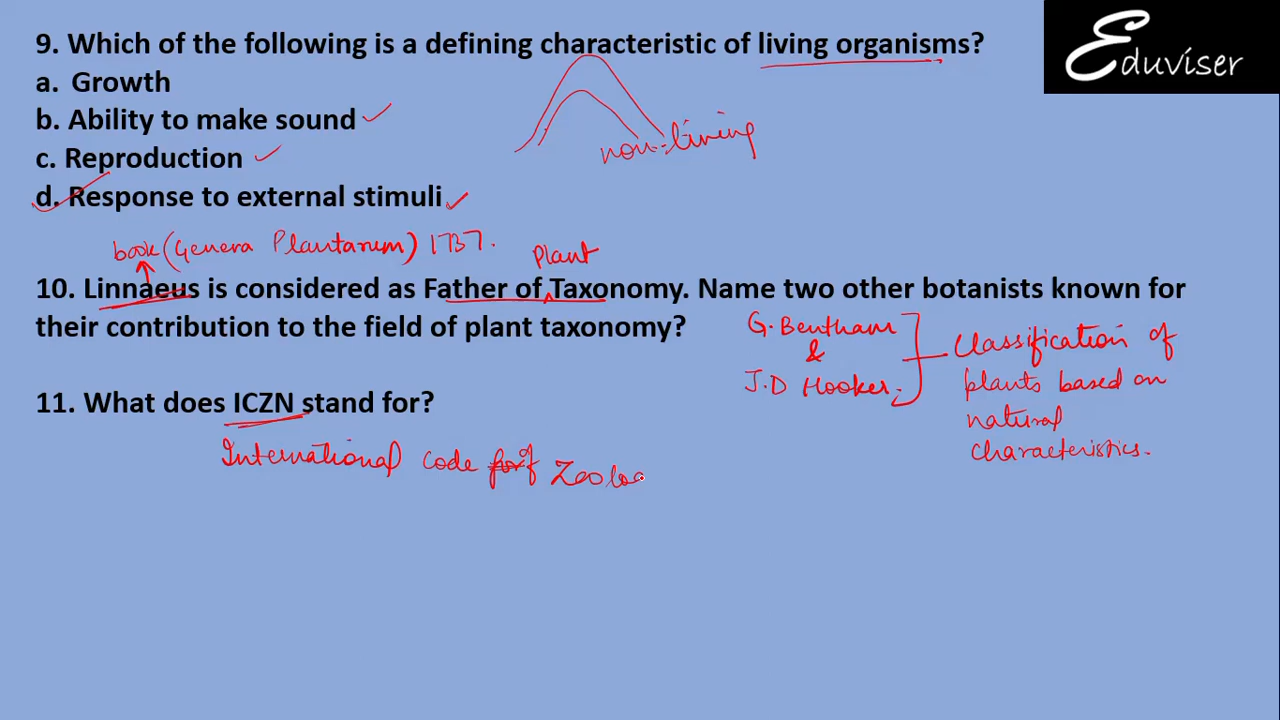 Eduviser
9. Which of the following is a defining characteristic of living organisms?
a. Growth
b. Ability to make sound
c. Reproduction
d. Response to external stimuli
non-living
book (Genera Plantarum) 1737.
Plant
10. Linnaeus is considered as Father of Taxonomy. Name two other botanists known for
their contribution to the field of plant taxonomy?
G. Bentham
&
J.D Hooker.
Classification of
plants based on
natural
characteristics.
11. What does ICZN stand for?
International code for of Zoolog